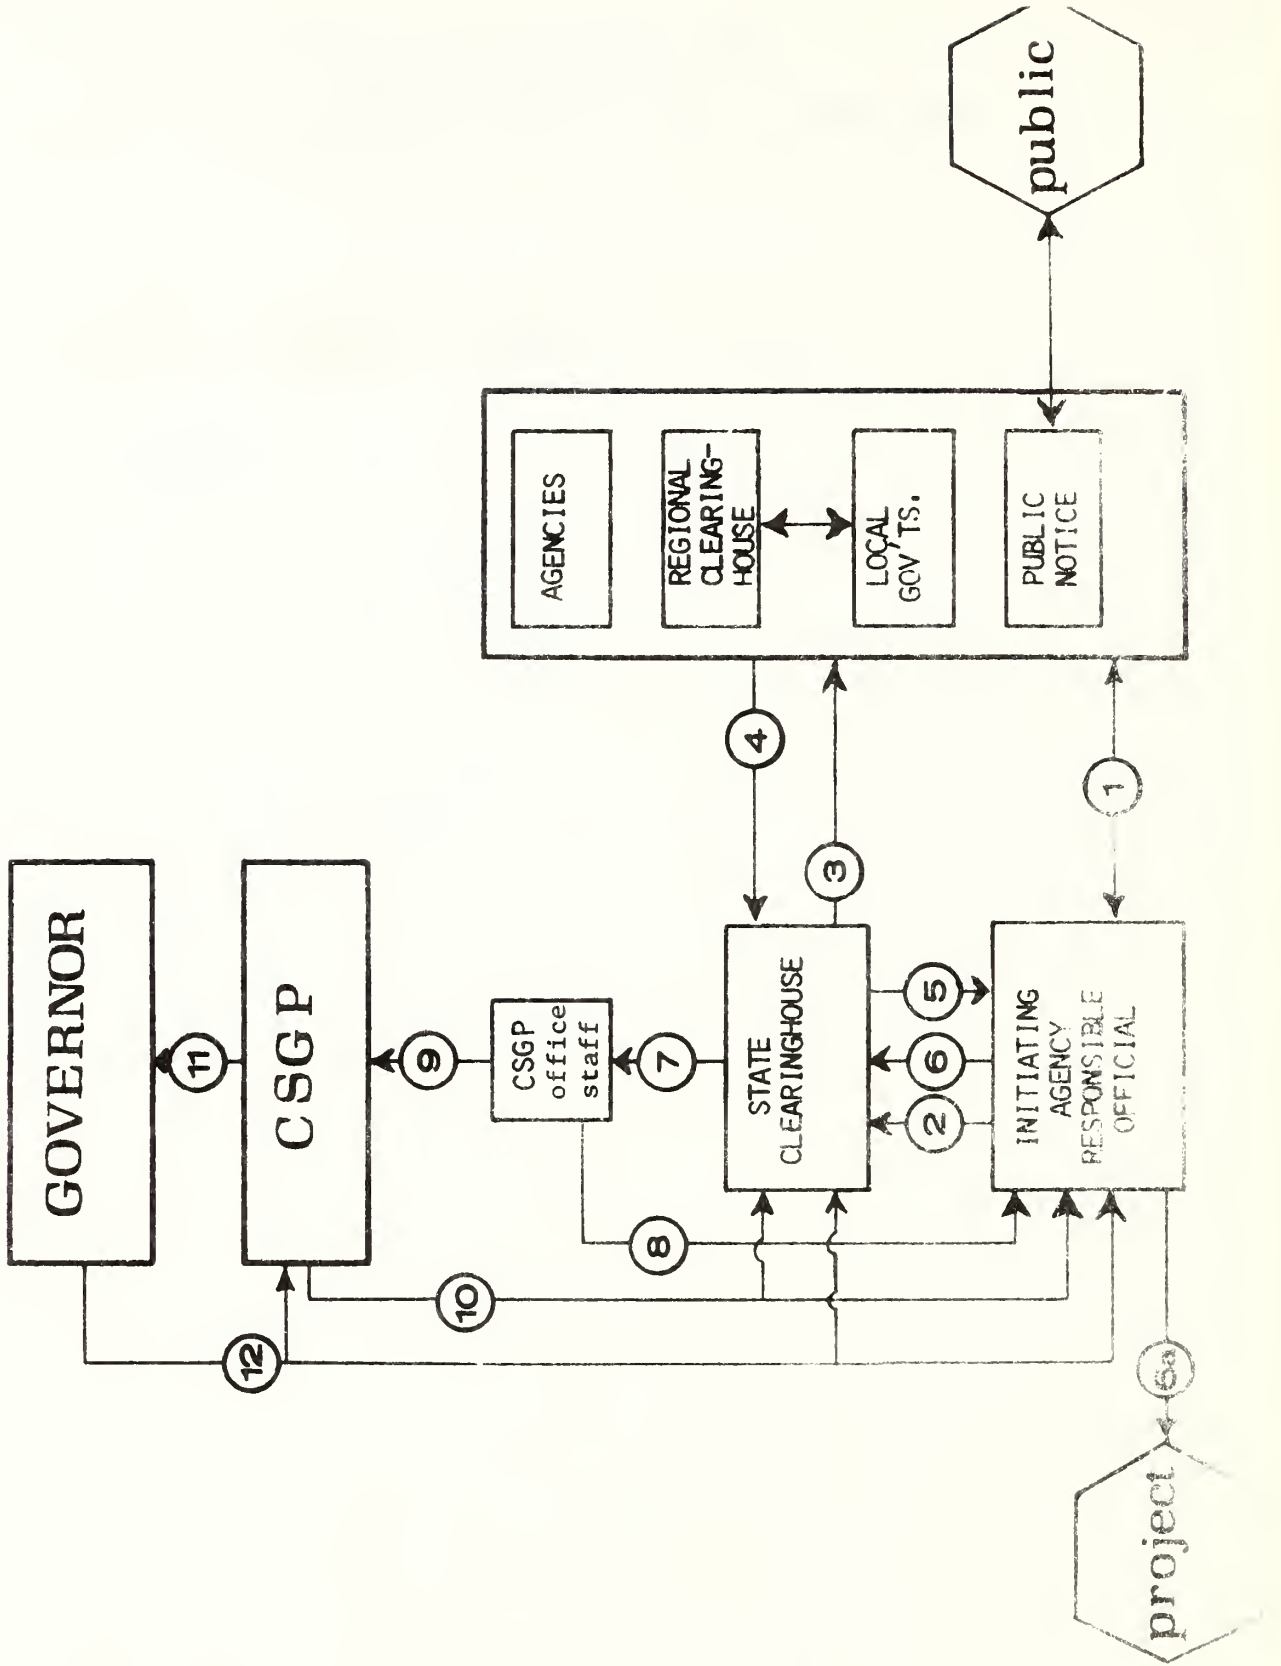 GOVERNOR
11
CSGP
12
10
9
CSGP
office
staff
8
7
STATE
CLEARINGHOUSE
4
3
2
6
5
INITIATING
AGENCY
RESPONSIBLE
OFFICIAL
1
6a
project
AGENCIES
REGIONAL
CLEARING-
HOUSE
LOCAL
GOV'TS.
PUBLIC
NOTICE
public